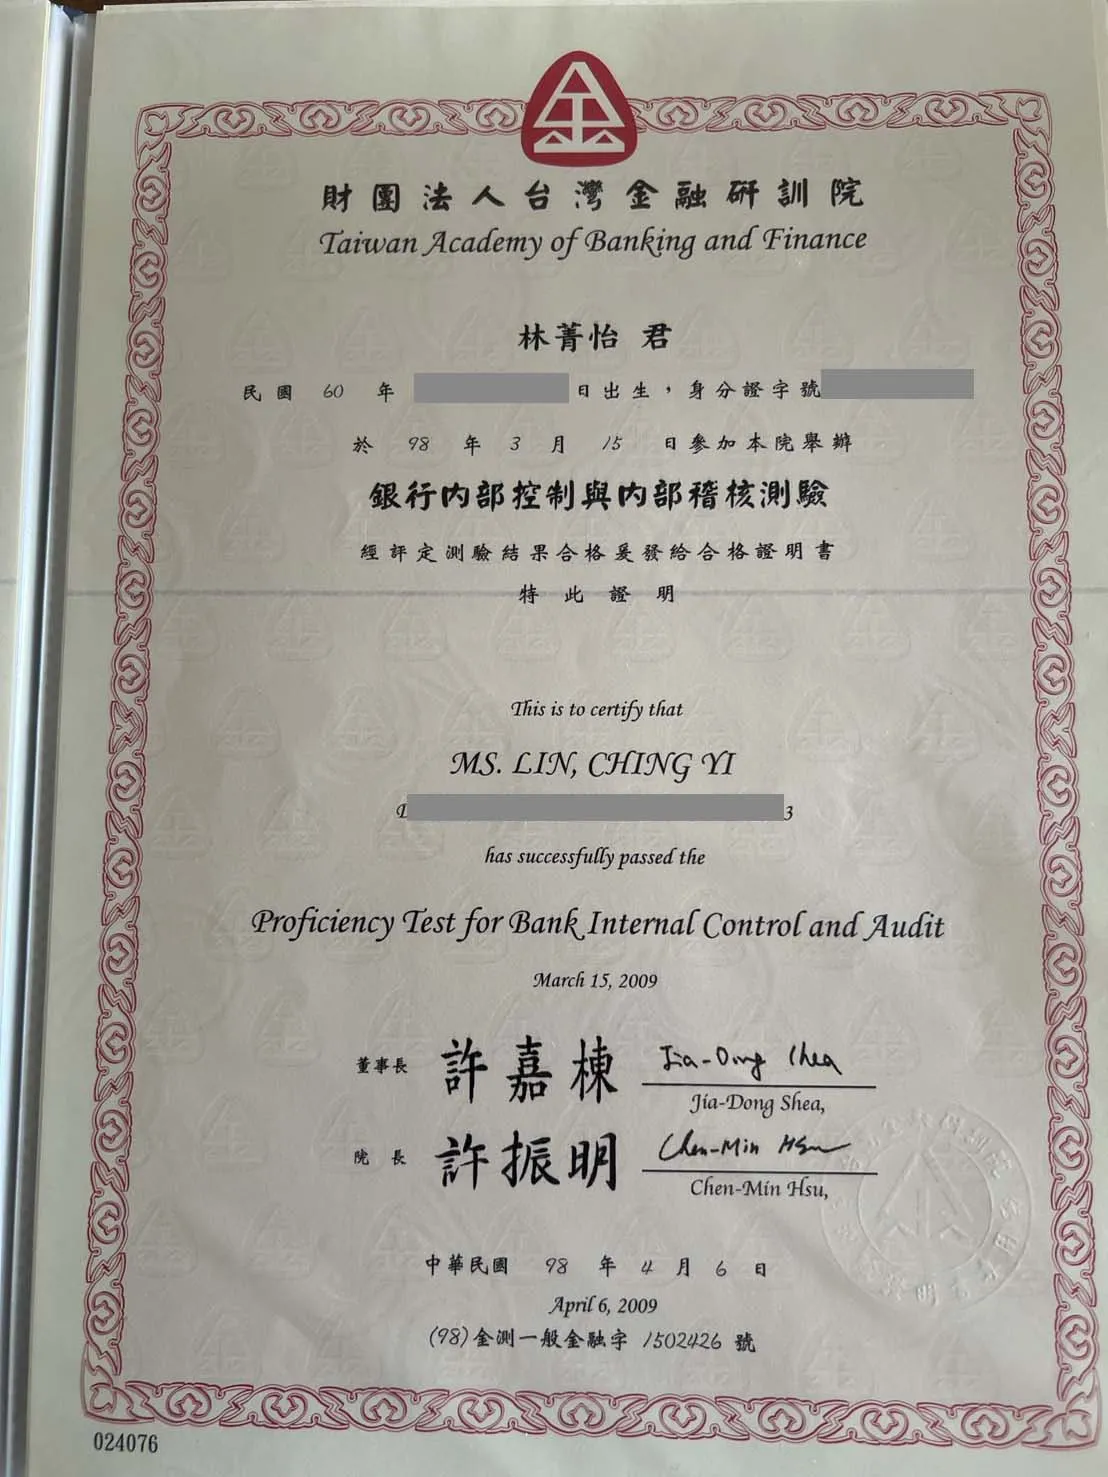 財團法人台灣金融研訓院
Taiwan Academy of Banking and Finance
林菁怡 君
民國 60 年 日出生，身分證字號
於 98 年 3 月 15 日參加本院舉辦
銀行內部控制與內部稽核測驗
經評定測驗結果合格爰發給合格證明書
特此證明
This is to certify that
MS. LIN, CHING YI
3
has successfully passed the
Proficiency Test for Bank Internal Control and Audit
March 15, 2009
董事長 許嘉棟 Jia-Dong Shea
Jia-Dong Shea,
院長 許振明 Chen-Min Hsu
Chen-Min Hsu,
中華民國 98 年 4 月 6 日
April 6, 2009
(98)金測一般金融字 1502426 號
024076